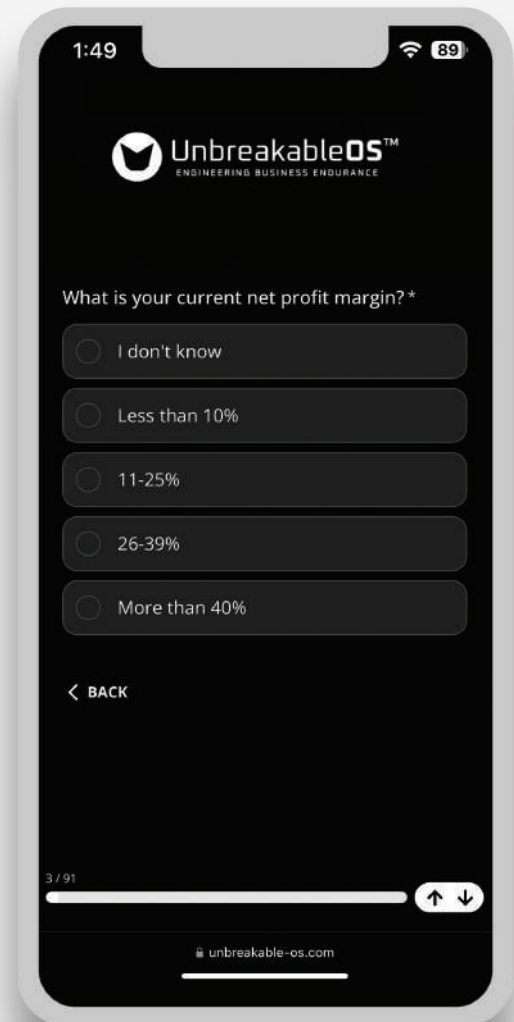 1:49
89
UnbreakableOS™
ENGINEERING BUSINESS ENDURANCE
What is your current net profit margin?*
I don't know
Less than 10%
11-25%
26-39%
More than 40%
< BACK
3 / 91
unbreakable-os.com